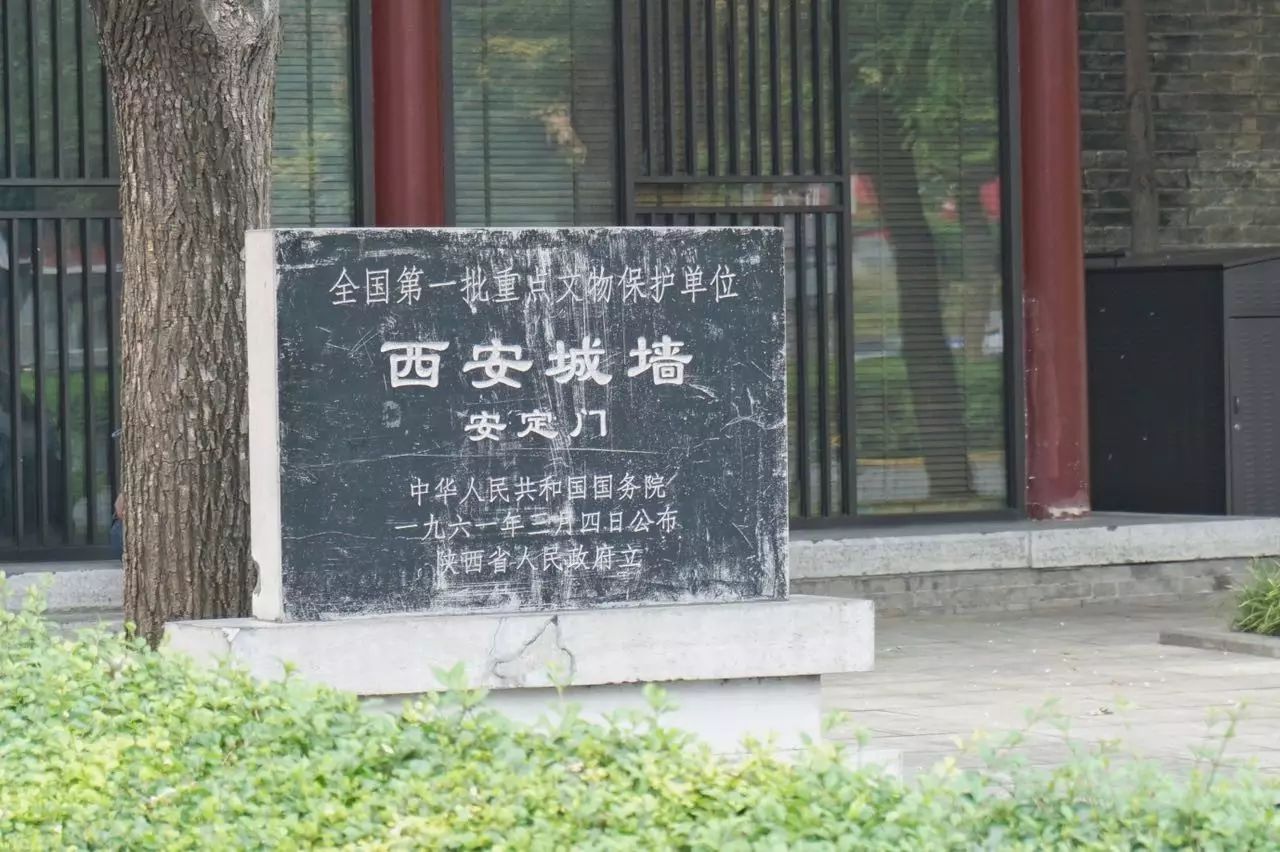 全国第一批重点文物保护单位
西安城墙
安定门
中华人民共和国国务院
一九六一年三月四日公布
陕西省人民政府立